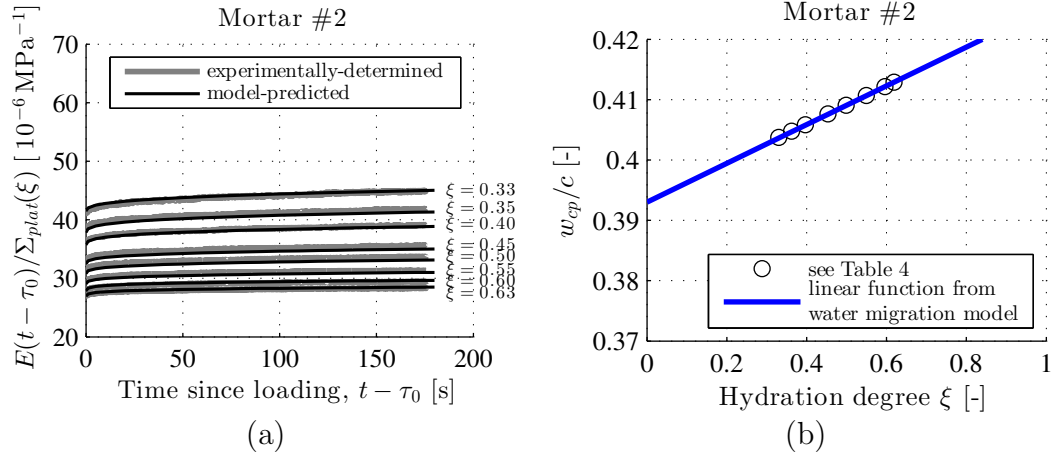 Mortar #2
E(t − τ0)/Σplat(ξ) [10−6 MPa−1]
70
60
50
40
30
20
experimentally-determined
model-predicted
ξ = 0.33
ξ = 0.35
ξ = 0.40
ξ = 0.45
ξ = 0.50
ξ = 0.55
ξ = 0.60
ξ = 0.63
0 50 100 150 200
Time since loading, t − τ0 [s]
(a)
Mortar #2
wcp/c [-]
0.42
0.41
0.4
0.39
0.38
0.37
see Table 4
linear function from
water migration model
0 0.2 0.4 0.6 0.8 1
Hydration degree ξ [-]
(b)